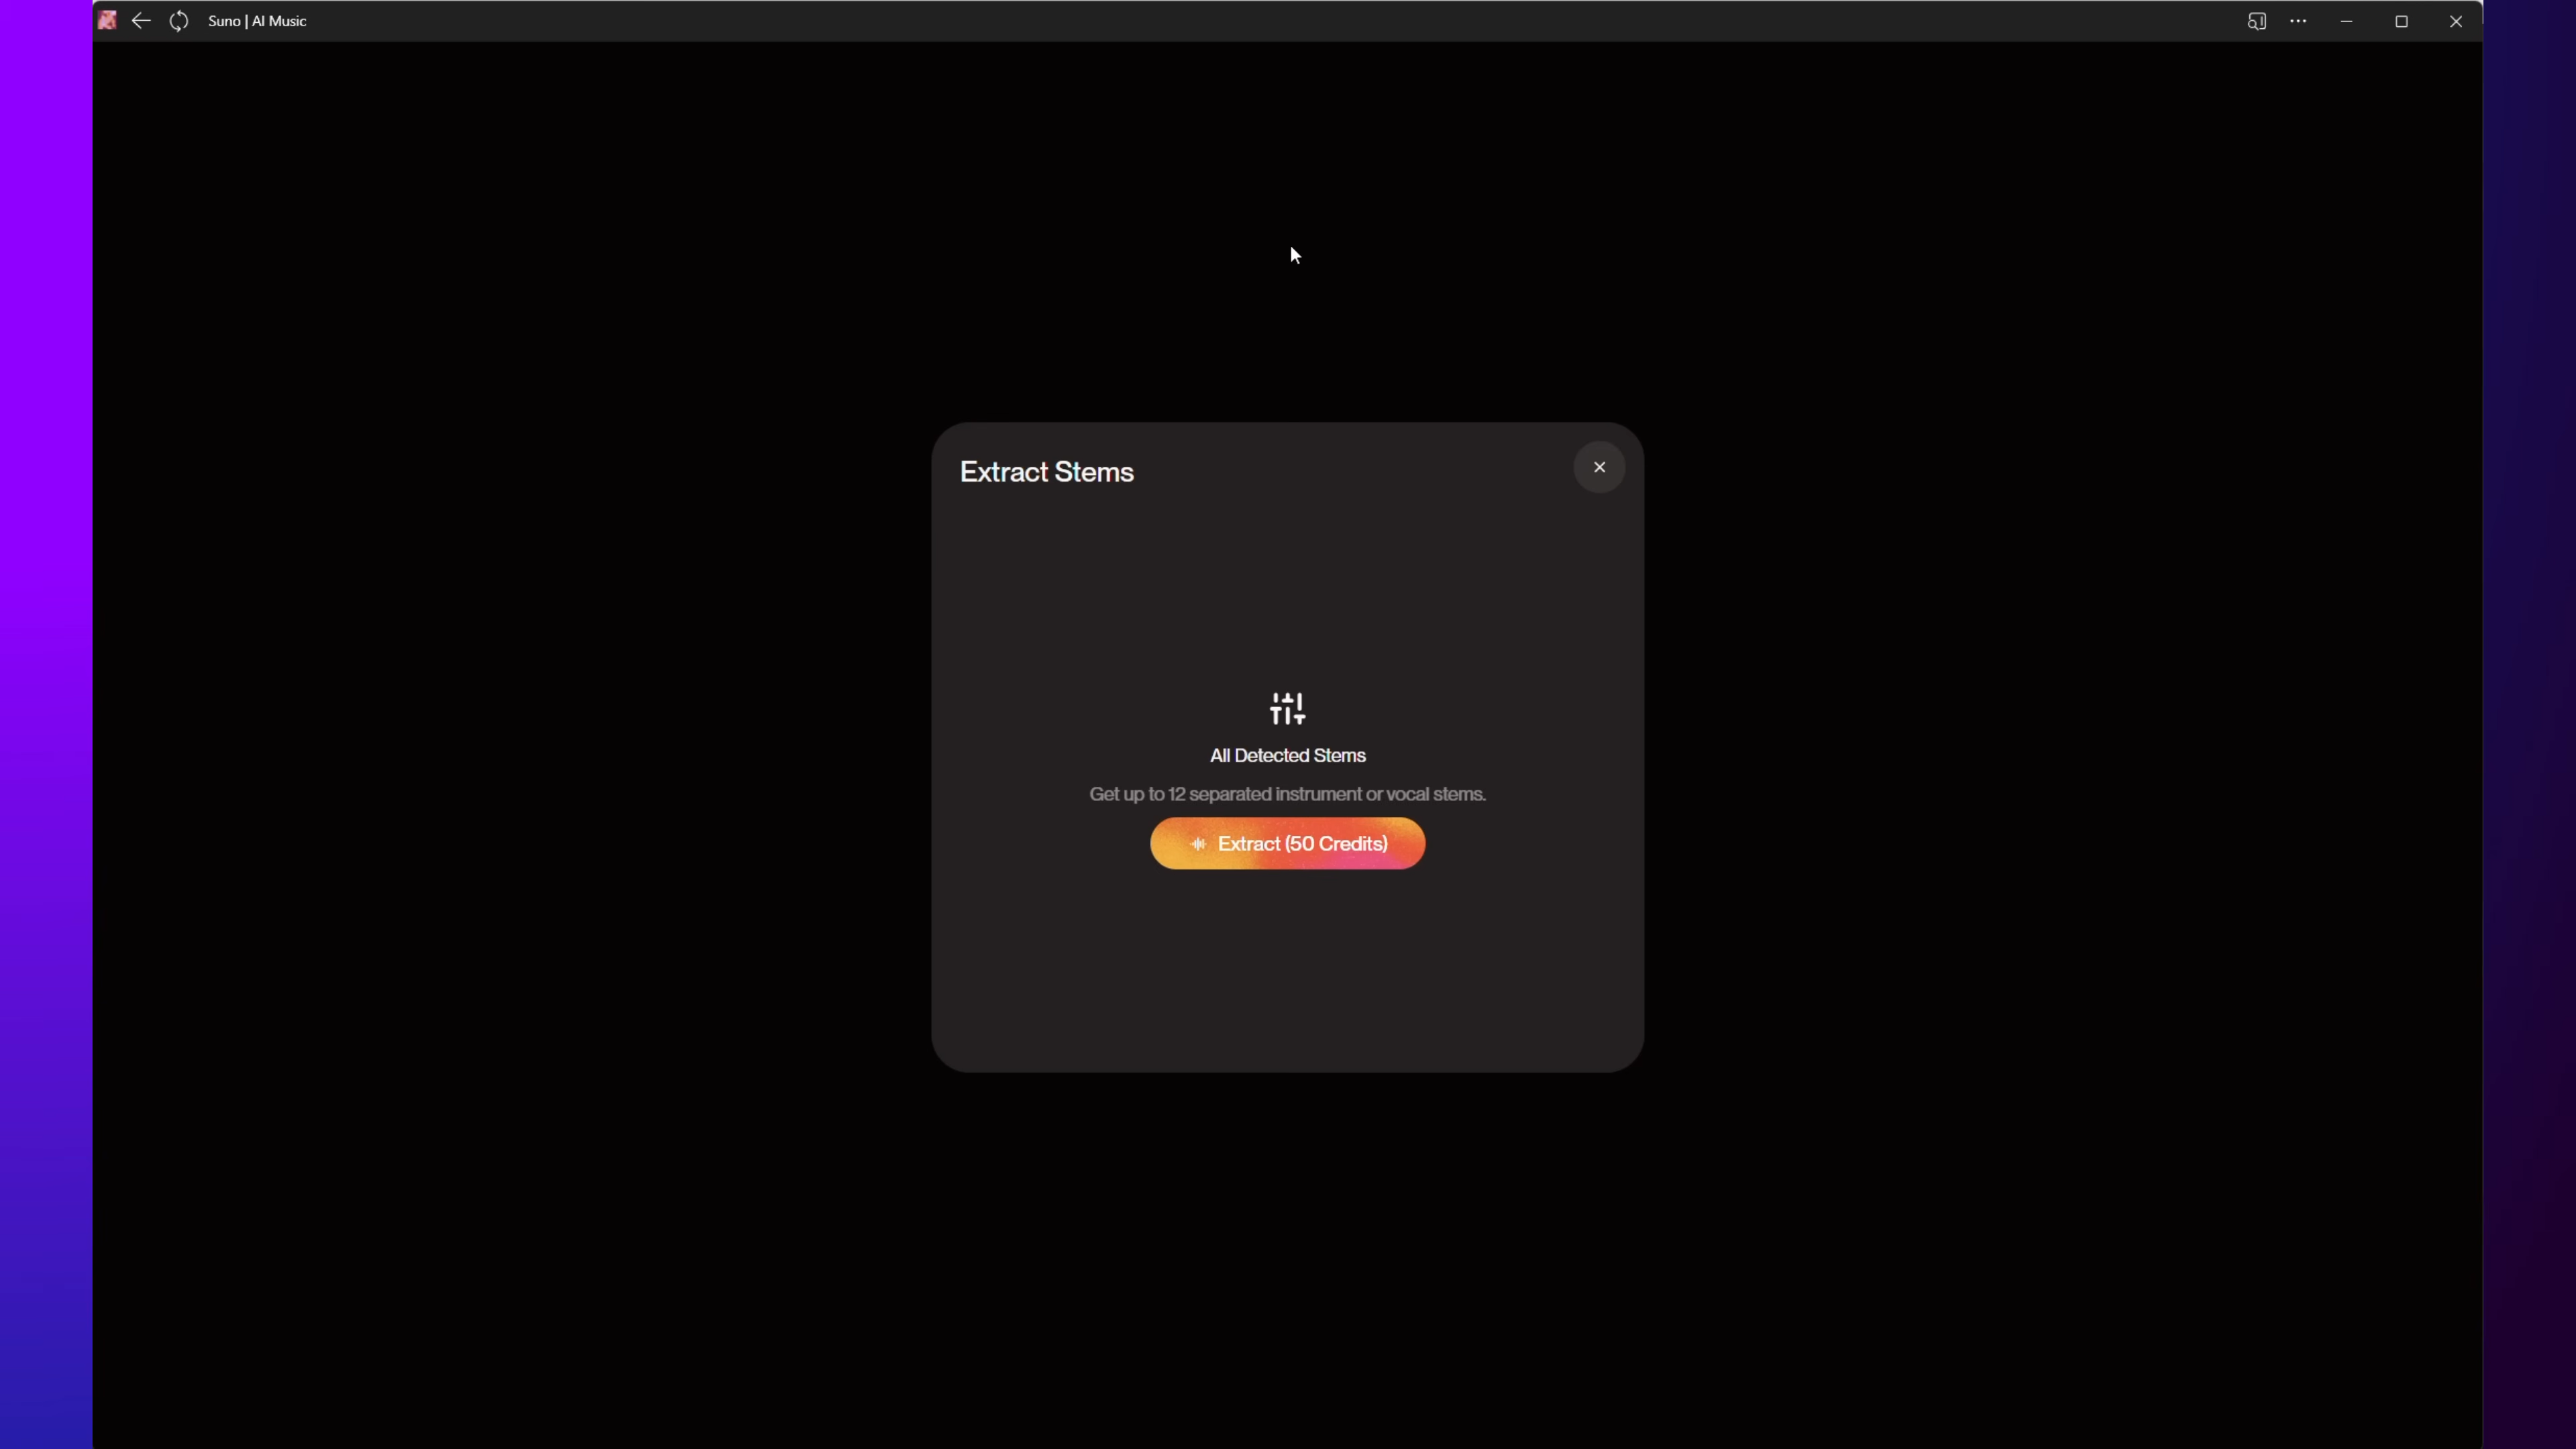 Suno | AI Music
Extract Stems
All Detected Stems
Get up to 12 separated instrument or vocal stems.
Extract (50 Credits)